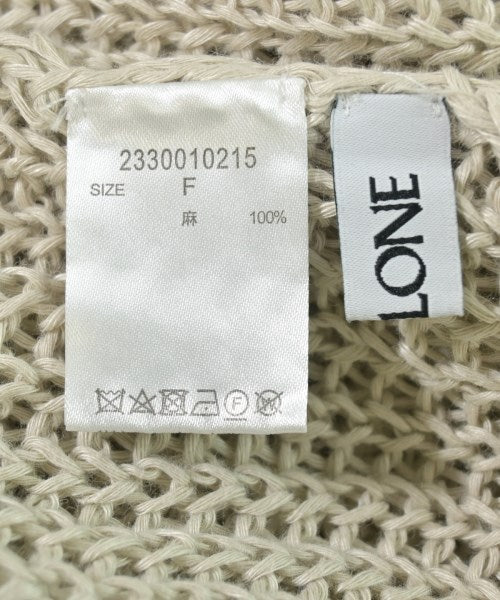 2330010215
SIZE F
麻 100%
F
LONE